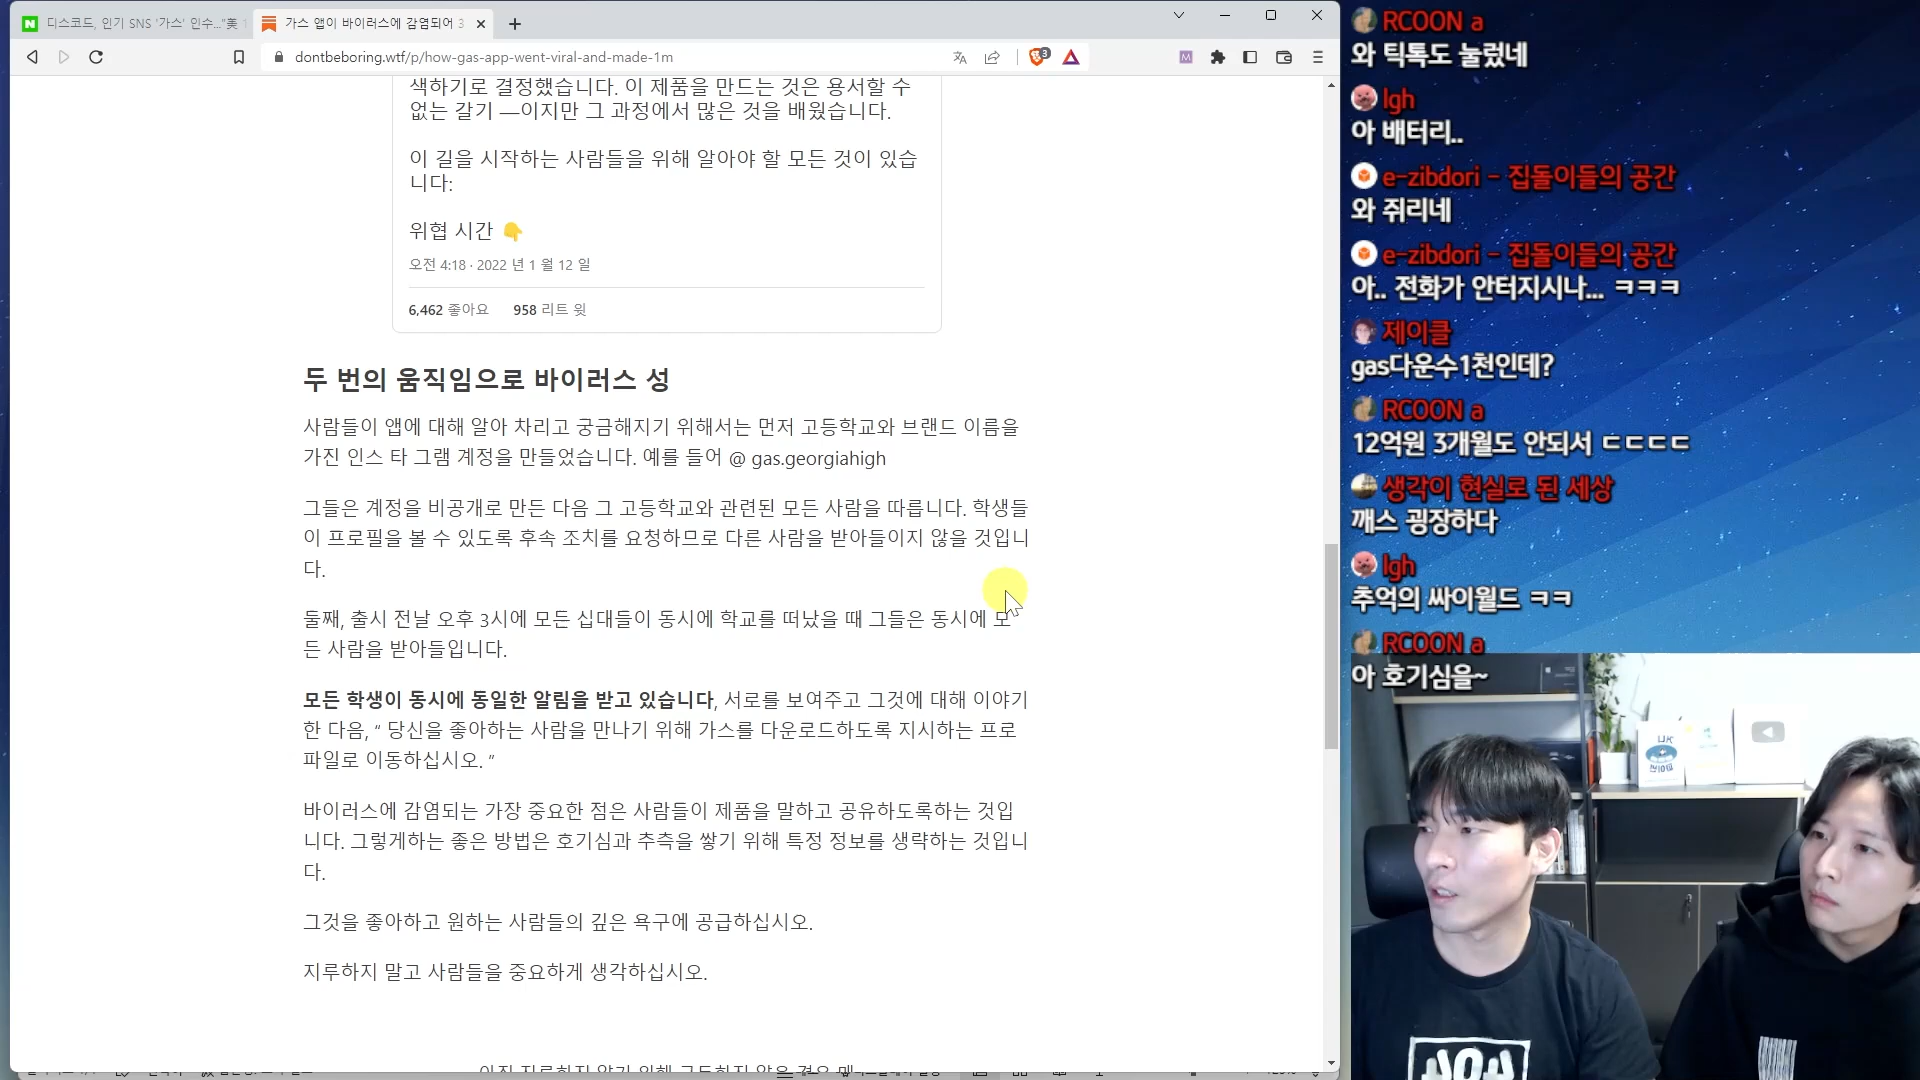 디스코드, 인기 SNS '가스' 인수..."美 1
가스 앱이 바이러스에 감염되어 3
dontbeboring.wtf/p/how-gas-app-went-viral-and-made-1m
3
M
색하기로 결정했습니다. 이 제품을 만드는 것은 용서할 수
없는 갈기 —이지만 그 과정에서 많은 것을 배웠습니다.
이 길을 시작하는 사람들을 위해 알아야 할 모든 것이 있습
니다:
위협 시간 👇
오전 4:18 · 2022 년 1 월 12 일
6,462 좋아요 958 리트 윗
두 번의 움직임으로 바이러스 성
사람들이 앱에 대해 알아 차리고 궁금해지기 위해서는 먼저 고등학교와 브랜드 이름을
가진 인스 타 그램 계정을 만들었습니다. 예를 들어 @ gas.georgiahigh
그들은 계정을 비공개로 만든 다음 그 고등학교와 관련된 모든 사람을 따릅니다. 학생들
이 프로필을 볼 수 있도록 후속 조치를 요청하므로 다른 사람을 받아들이지 않을 것입니
다.
둘째, 출시 전날 오후 3시에 모든 십대들이 동시에 학교를 떠났을 때 그들은 동시에 모
든 사람을 받아들입니다.
모든 학생이 동시에 동일한 알림을 받고 있습니다, 서로를 보여주고 그것에 대해 이야기
한 다음, “ 당신을 좋아하는 사람을 만나기 위해 가스를 다운로드하도록 지시하는 프로
파일로 이동하십시오. ”
바이러스에 감염되는 가장 중요한 점은 사람들이 제품을 말하고 공유하도록하는 것입
니다. 그렇게하는 좋은 방법은 호기심과 추측을 쌓기 위해 특정 정보를 생략하는 것입니
다.
그것을 좋아하고 원하는 사람들의 깊은 욕구에 공급하십시오.
지루하지 말고 사람들을 중요하게 생각하십시오.
RCOON a
와 틱톡도 눌렀네
lgh
아 배터리..
e-zibdori - 집돌이들의 공간
와 쥐리네
e-zibdori - 집돌이들의 공간
아.. 전화가 안터지시나... ㅋㅋㅋ
제이클
gas다운수1천인데?
RCOON a
12억원 3개월도 안되서 ㄷㄷㄷㄷ
생각이 현실로 된 세상
깨스 굉장하다
lgh
추억의 싸이월드 ㅋㅋ
RCOON a
아 호기심을~